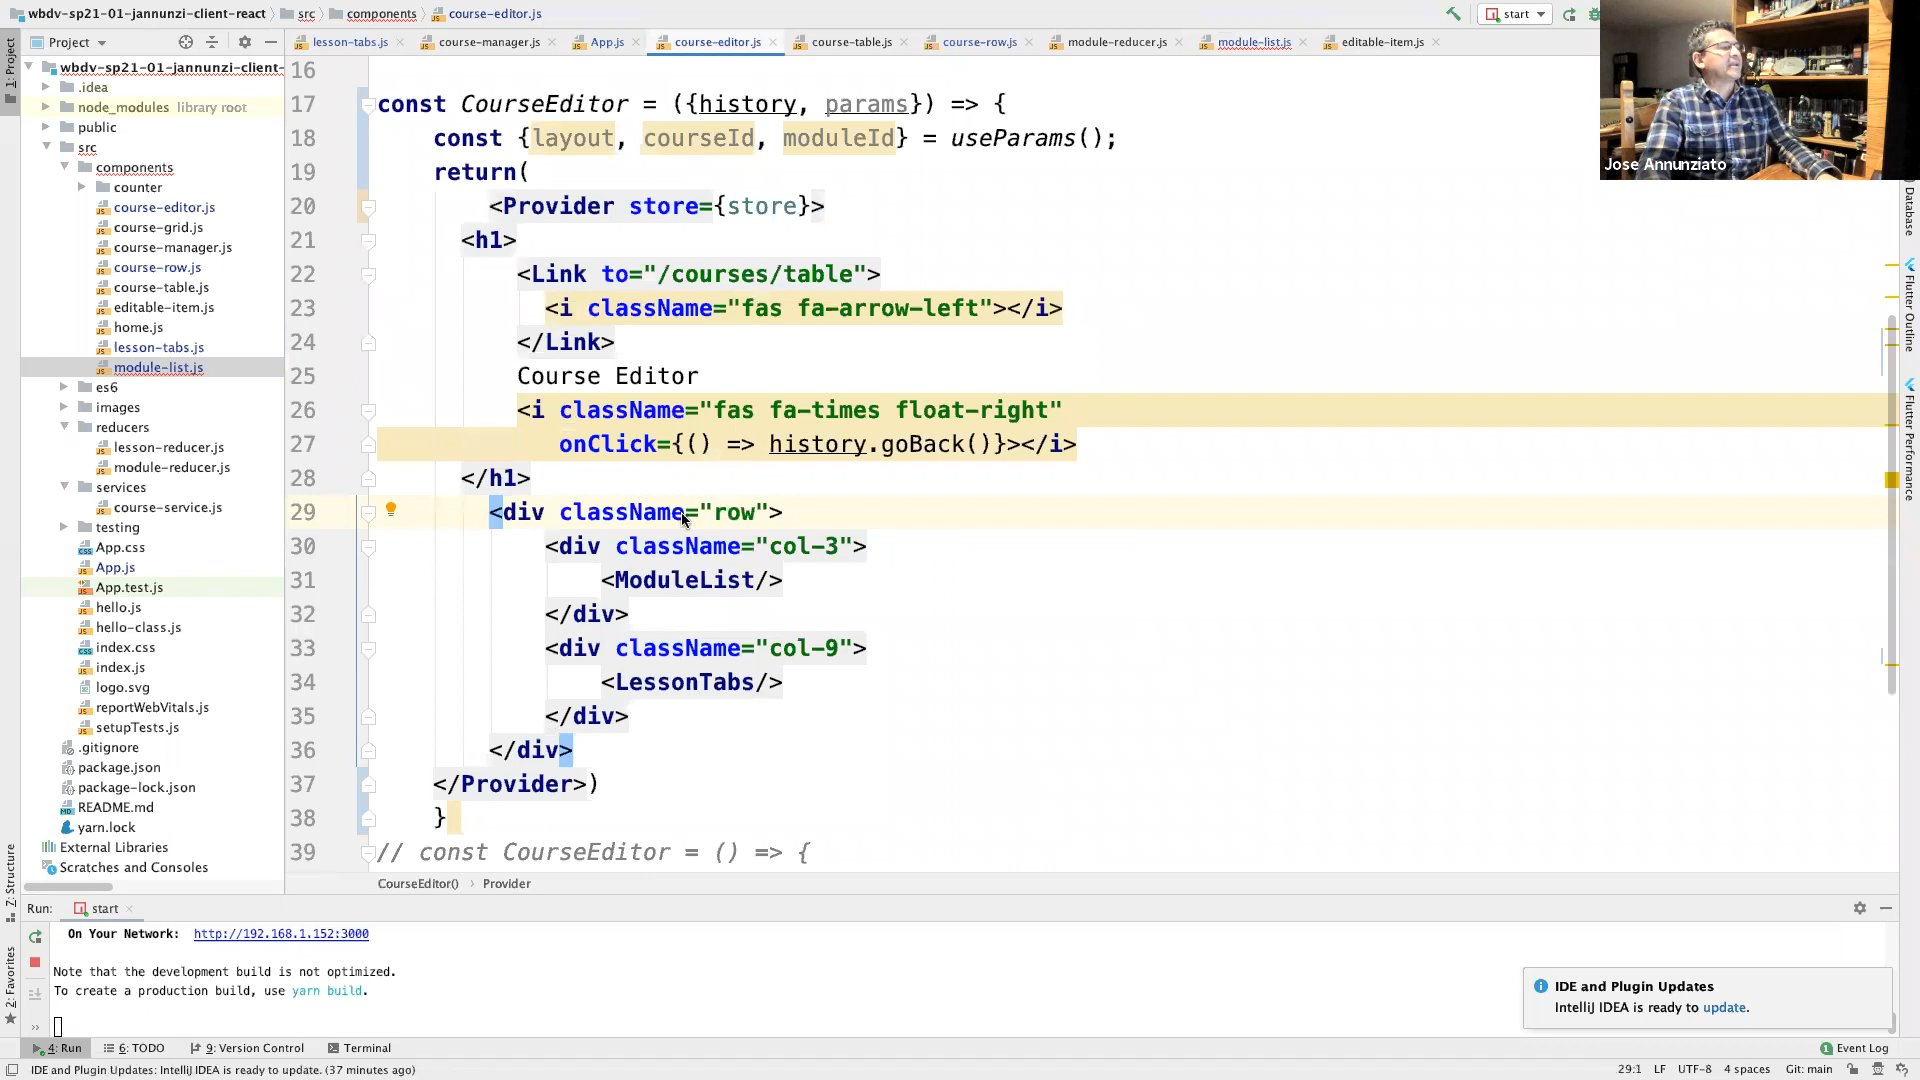 wbdv-sp21-01-jannunzi-client-react
src
components
course-editor.js
start
Project
lesson-tabs.js
course-manager.js
App.js
course-editor.js
course-table.js
course-row.js
module-reducer.js
module-list.js
editable-item.js
1: Project
wbdv-sp21-01-jannunzi-client-
.idea
node_modules library root
public
src
components
counter
course-editor.js
course-grid.js
course-manager.js
course-row.js
course-table.js
editable-item.js
home.js
lesson-tabs.js
module-list.js
es6
images
reducers
lesson-reducer.js
module-reducer.js
services
course-service.js
testing
App.css
App.js
App.test.js
hello.js
hello-class.js
index.css
index.js
logo.svg
reportWebVitals.js
setupTests.js
.gitignore
package.json
package-lock.json
README.md
yarn.lock
External Libraries
Scratches and Consoles
16
17 const CourseEditor = ({history, params}) => {
18 const {layout, courseId, moduleId} = useParams();
19 return(
20 <Provider store={store}>
21 <h1>
22 <Link to="/courses/table">
23 <i className="fas fa-arrow-left"></i>
24 </Link>
25 Course Editor
26 <i className="fas fa-times float-right"
27 onClick={() => history.goBack()}></i>
28 </h1>
29 <div className="row">
30 <div className="col-3">
31 <ModuleList/>
32 </div>
33 <div className="col-9">
34 <LessonTabs/>
35 </div>
36 </div>
37 </Provider>)
38 }
39 // const CourseEditor = () => {
CourseEditor() › Provider
Jose Annunziato
Database
Flutter Outline
Flutter Performance
Z: Structure
2: Favorites
Run: start
On Your Network: http://192.168.1.152:3000
Note that the development build is not optimized.
To create a production build, use yarn build.
IDE and Plugin Updates
IntelliJ IDEA is ready to update.
4: Run
6: TODO
9: Version Control
Terminal
1 Event Log
IDE and Plugin Updates: IntelliJ IDEA is ready to update. (37 minutes ago)
29:1 LF UTF-8 4 spaces Git: main